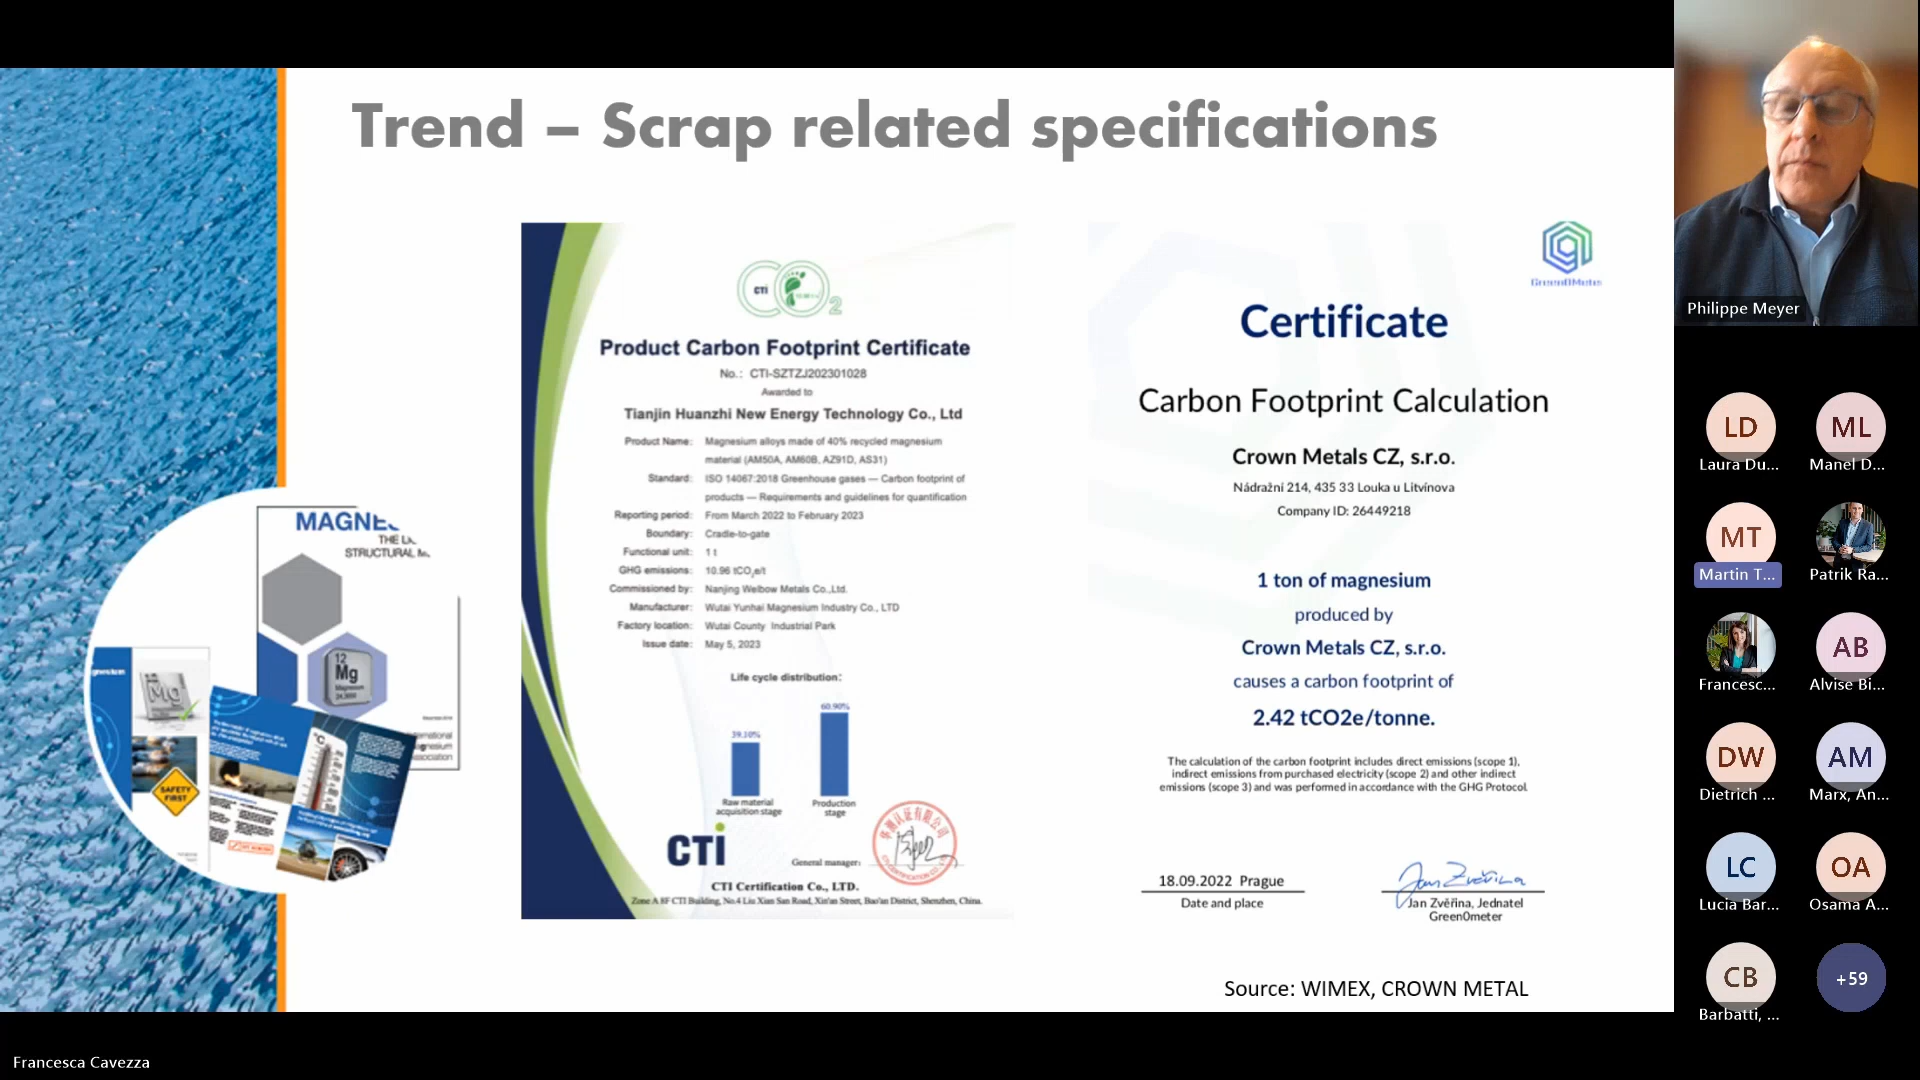 Trend – Scrap related specifications
CTI
2
Product Carbon Footprint Certificate
No.: CTI-SZTZJ202301028
Awarded to
Tianjin Huanzhi New Energy Technology Co., Ltd
Product Name: Magnesium alloys made of 40% recycled magnesium
material (AM50A, AM60B, AZ91D, AS31)
Standard: ISO 14067:2018 Greenhouse gases — Carbon footprint of
products — Requirements and guidelines for quantification
Reporting period: From March 2022 to February 2023
Boundary: Cradle-to-gate
Functional unit: 1 t
GHG emissions: 10.96 tCO₂e/t
Commissioned by: Nanjing Welbow Metals Co.,Ltd.
Manufacturer: Wutai Yunhai Magnesium Industry Co., LTD
Factory location: Wutai County Industrial Park
Issue date: May 5, 2023
Life cycle distribution:
39.10%
60.90%
Raw material
acquisition stage
Production
stage
CTI
General manager:
CTI Certification Co., LTD.
Zone A 8F CTI Building, No.4 Liu Xian San Road, Xin'an Street, Bao'an District, Shenzhen, China.
Green0Meter
Certificate
Carbon Footprint Calculation
Crown Metals CZ, s.r.o.
Nádražní 214, 435 33 Louka u Litvínova
Company ID: 26449218
1 ton of magnesium
produced by
Crown Metals CZ, s.r.o.
causes a carbon footprint of
2.42 tCO2e/tonne.
The calculation of the carbon footprint includes direct emissions (scope 1),
indirect emissions from purchased electricity (scope 2) and other indirect
emissions (scope 3) and was performed in accordance with the GHG Protocol.
18.09.2022 Prague
Date and place
Jan Zvěřina
Jan Zvěřina, Jednatel
Green0meter
Source: WIMEX, CROWN METAL
MAGNE
THE L
STRUCTURAL M
12
Mg
Magnesium
Mg
SAFETY
FIRST
°C
Philippe Meyer
LD
Laura Du...
ML
Manel D...
MT
Martin T...
Patrik Ra...
Francesc...
AB
Alvise Bi...
DW
Dietrich ...
AM
Marx, An...
LC
Lucia Bar...
OA
Osama A...
CB
Barbatti, ...
+59
Francesca Cavezza